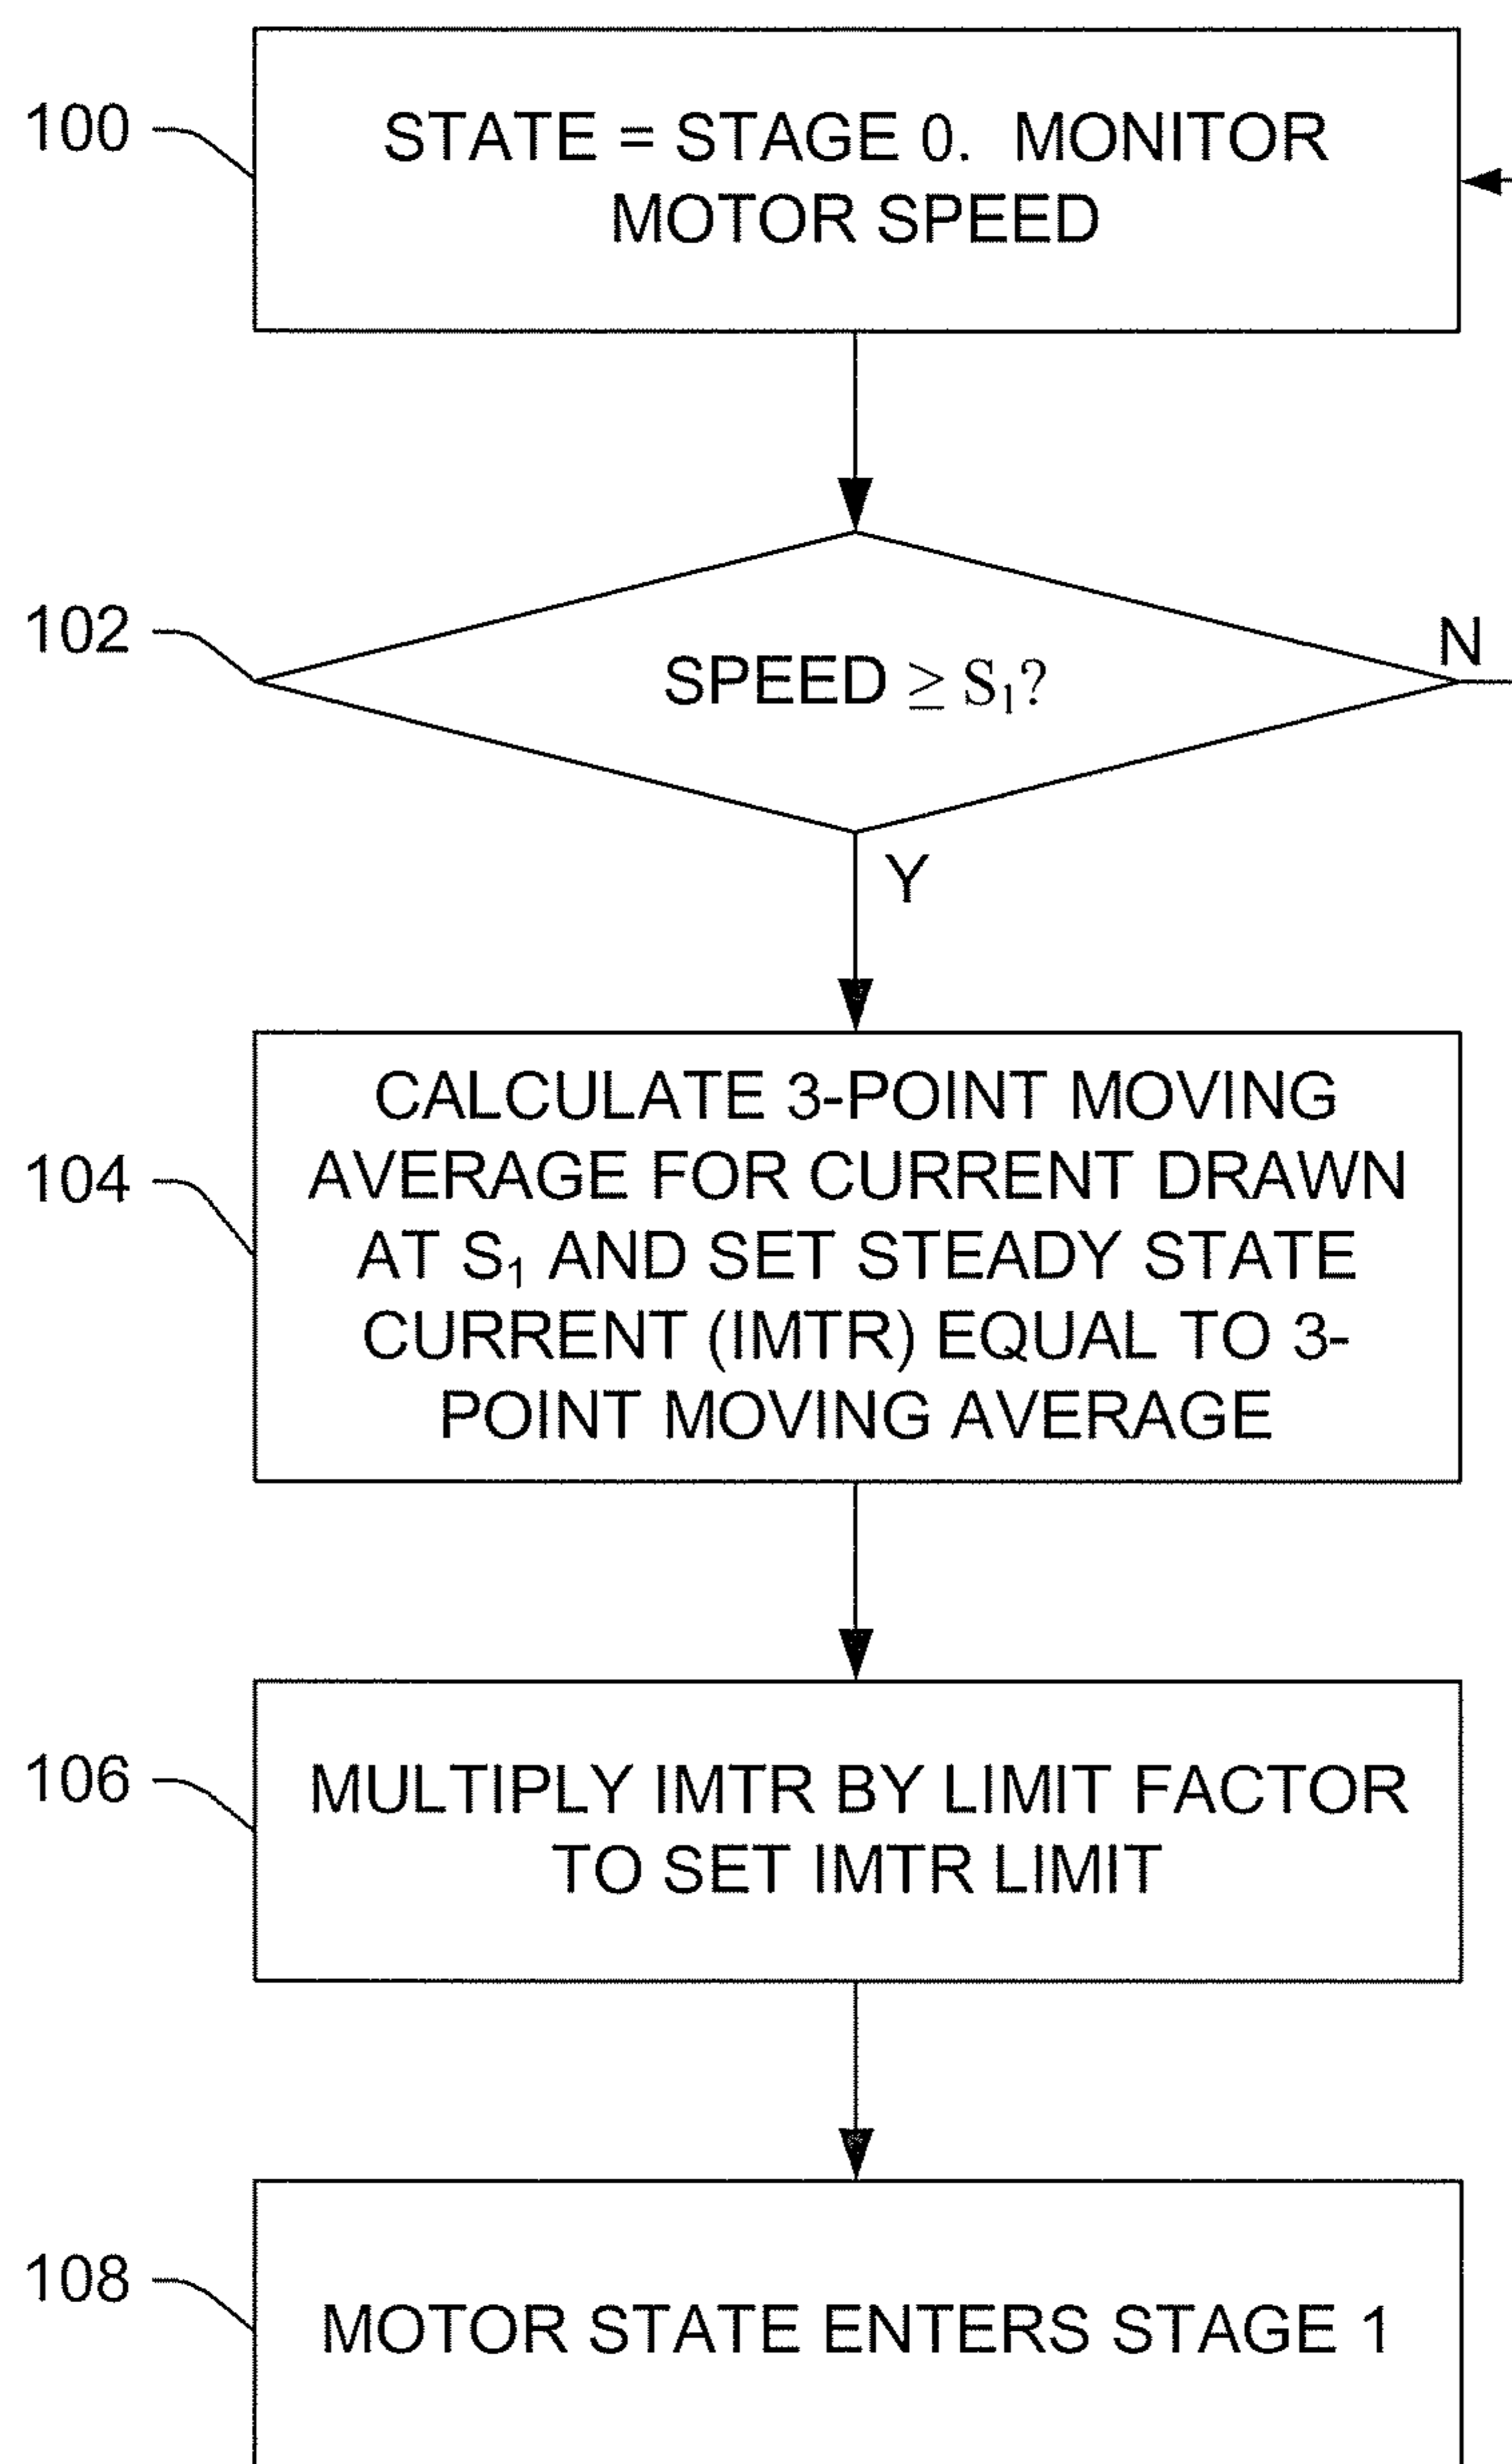 100
STATE = STAGE 0. MONITOR
MOTOR SPEED
102
SPEED ≥ S₁?
N
Y
104
CALCULATE 3-POINT MOVING
AVERAGE FOR CURRENT DRAWN
AT S₁ AND SET STEADY STATE
CURRENT (IMTR) EQUAL TO 3-
POINT MOVING AVERAGE
106
MULTIPLY IMTR BY LIMIT FACTOR
TO SET IMTR LIMIT
108
MOTOR STATE ENTERS STAGE 1